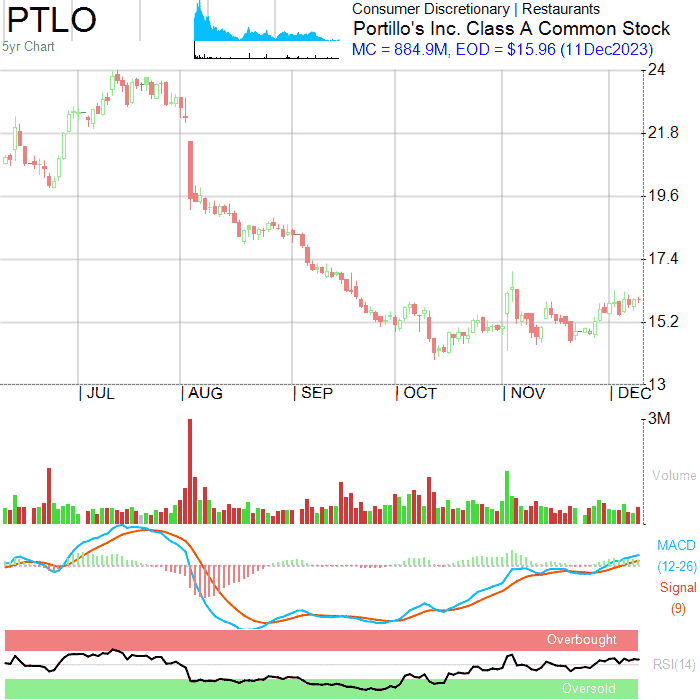 PTLO
5yr Chart
Consumer Discretionary | Restaurants
Portillo's Inc. Class A Common Stock
MC = 884.9M, EOD = $15.96 (11Dec2023)
24
21.8
19.6
17.4
15.2
13
JUL AUG SEP OCT NOV DEC
3M
Volume
MACD
(12-26)
Signal
(9)
Overbought
RSI(14)
Oversold